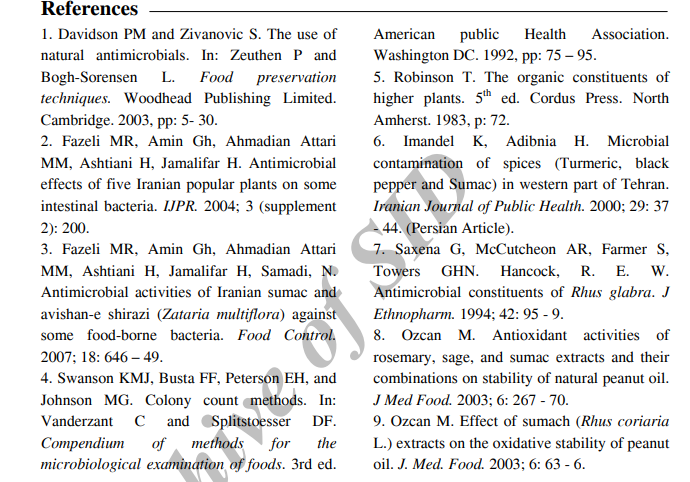 References
1. Davidson PM and Zivanovic S. The use of
natural antimicrobials. In: Zeuthen P and
Bogh-Sorensen L. Food preservation
techniques. Woodhead Publishing Limited.
Cambridge. 2003, pp: 5- 30.
2. Fazeli MR, Amin Gh, Ahmadian Attari
MM, Ashtiani H, Jamalifar H. Antimicrobial
effects of five Iranian popular plants on some
intestinal bacteria. IJPR. 2004; 3 (supplement
2): 200.
3. Fazeli MR, Amin Gh, Ahmadian Attari
MM, Ashtiani H, Jamalifar H, Samadi, N.
Antimicrobial activities of Iranian sumac and
avishan-e shirazi (Zataria multiflora) against
some food-borne bacteria. Food Control.
2007; 18: 646 – 49.
4. Swanson KMJ, Busta FF, Peterson EH, and
Johnson MG. Colony count methods. In:
Vanderzant C and Splitstoesser DF.
Compendium of methods for the
microbiological examination of foods. 3rd ed.
American public Health Association.
Washington DC. 1992, pp: 75 – 95.
5. Robinson T. The organic constituents of
higher plants. 5th ed. Cordus Press. North
Amherst. 1983, p: 72.
6. Imandel K, Adibnia H. Microbial
contamination of spices (Turmeric, black
pepper and Sumac) in western part of Tehran.
Iranian Journal of Public Health. 2000; 29: 37
- 44. (Persian Article).
7. Saxena G, McCutcheon AR, Farmer S,
Towers GHN. Hancock, R. E. W.
Antimicrobial constituents of Rhus glabra. J
Ethnopharm. 1994; 42: 95 - 9.
8. Ozcan M. Antioxidant activities of
rosemary, sage, and sumac extracts and their
combinations on stability of natural peanut oil.
J Med Food. 2003; 6: 267 - 70.
9. Ozcan M. Effect of sumach (Rhus coriaria
L.) extracts on the oxidative stability of peanut
oil. J. Med. Food. 2003; 6: 63 - 6.
hive of SID